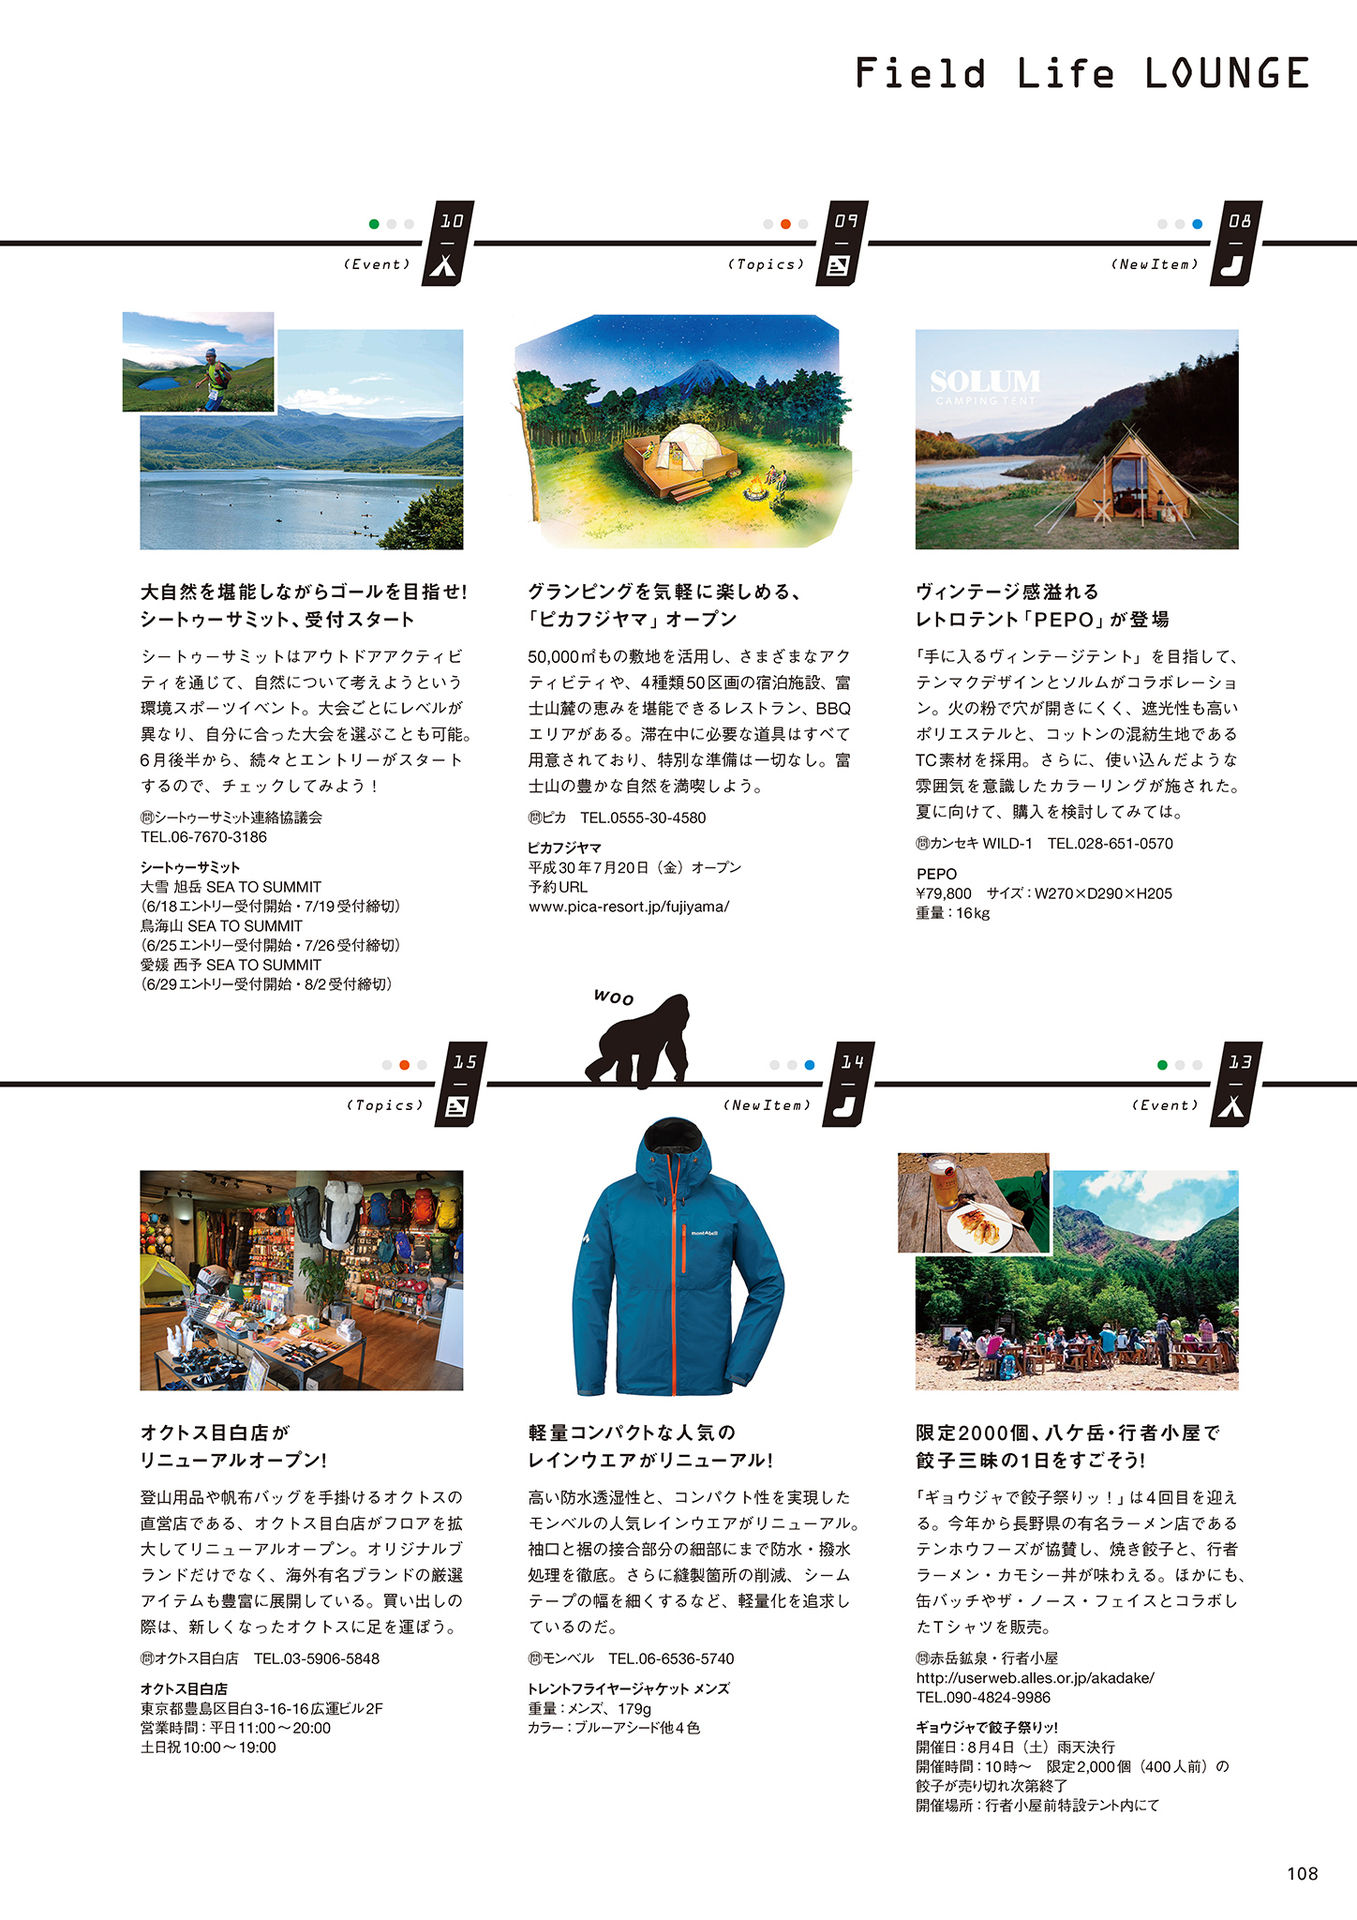 Field Life LOUNGE
08
(NewItem)
SOLUM
CAMPING TENT
ヴィンテージ感溢れる
レトロテント「PEPO」が登場
「手に入るヴィンテージテント」を目指して、
テンマクデザインとソルムがコラボレーショ
ン。火の粉で穴が開きにくく、遮光性も高い
ポリエステルと、コットンの混紡生地である
TC素材を採用。さらに、使い込んだような
雰囲気を意識したカラーリングが施された。
夏に向けて、購入を検討してみては。
㉄カンセキ WILD-1　TEL.028-651-0570
PEPO
¥79,800　サイズ：W270×D290×H205
重量：16kg
09
(Topics)
グランピングを気軽に楽しめる、
「ピカフジヤマ」オープン
50,000㎡もの敷地を活用し、さまざまなアク
ティビティや、4種類50区画の宿泊施設、富
士山麓の恵みを堪能できるレストラン、BBQ
エリアがある。滞在中に必要な道具はすべて
用意されており、特別な準備は一切なし。富
士山の豊かな自然を満喫しよう。
㉄ピカ　TEL.0555-30-4580
ピカフジヤマ
平成30年7月20日（金）オープン
予約URL
www.pica-resort.jp/fujiyama/
10
(Event)
大自然を堪能しながらゴールを目指せ！
シートゥーサミット、受付スタート
シートゥーサミットはアウトドアアクティビ
ティを通じて、自然について考えようという
環境スポーツイベント。大会ごとにレベルが
異なり、自分に合った大会を選ぶことも可能。
6月後半から、続々とエントリーがスタート
するので、チェックしてみよう！
㉄シートゥーサミット連絡協議会
TEL.06-7670-3186
シートゥーサミット
大雪 旭岳 SEA TO SUMMIT
（6/18エントリー受付開始・7/19受付締切）
鳥海山 SEA TO SUMMIT
（6/25エントリー受付開始・7/26受付締切）
愛媛 西予 SEA TO SUMMIT
（6/29エントリー受付開始・8/2受付締切）
WOO
13
(Event)
限定2000個、八ケ岳・行者小屋で
餃子三昧の1日をすごそう！
「ギョウジャで餃子祭りッ！」は4回目を迎え
る。今年から長野県の有名ラーメン店である
テンホウフーズが協賛し、焼き餃子と、行者
ラーメン・カモシー丼が味わえる。ほかにも、
缶バッチやザ・ノース・フェイスとコラボし
たTシャツを販売。
㉄赤岳鉱泉・行者小屋
http://userweb.alles.or.jp/akadake/
TEL.090-4824-9986
ギョウジャで餃子祭りッ！
開催日：8月4日（土）雨天決行
開催時間：10時〜　限定2,000個（400人前）の
餃子が売り切れ次第終了
開催場所：行者小屋前特設テント内にて
14
(NewItem)
mont-bell
軽量コンパクトな人気の
レインウエアがリニューアル！
高い防水透湿性と、コンパクト性を実現した
モンベルの人気レインウエアがリニューアル。
袖口と裾の接合部分の細部にまで防水・撥水
処理を徹底。さらに縫製箇所の削減、シーム
テープの幅を細くするなど、軽量化を追求し
ているのだ。
㉄モンベル　TEL.06-6536-5740
トレントフライヤージャケット メンズ
重量：メンズ、179g
カラー：ブルーアシード他4色
15
(Topics)
オクトス目白店が
リニューアルオープン！
登山用品や帆布バッグを手掛けるオクトスの
直営店である、オクトス目白店がフロアを拡
大してリニューアルオープン。オリジナルブ
ランドだけでなく、海外有名ブランドの厳選
アイテムも豊富に展開している。買い出しの
際は、新しくなったオクトスに足を運ぼう。
㉄オクトス目白店　TEL.03-5906-5848
オクトス目白店
東京都豊島区目白3-16-16広運ビル2F
営業時間：平日11:00〜20:00
土日祝10:00〜19:00
108